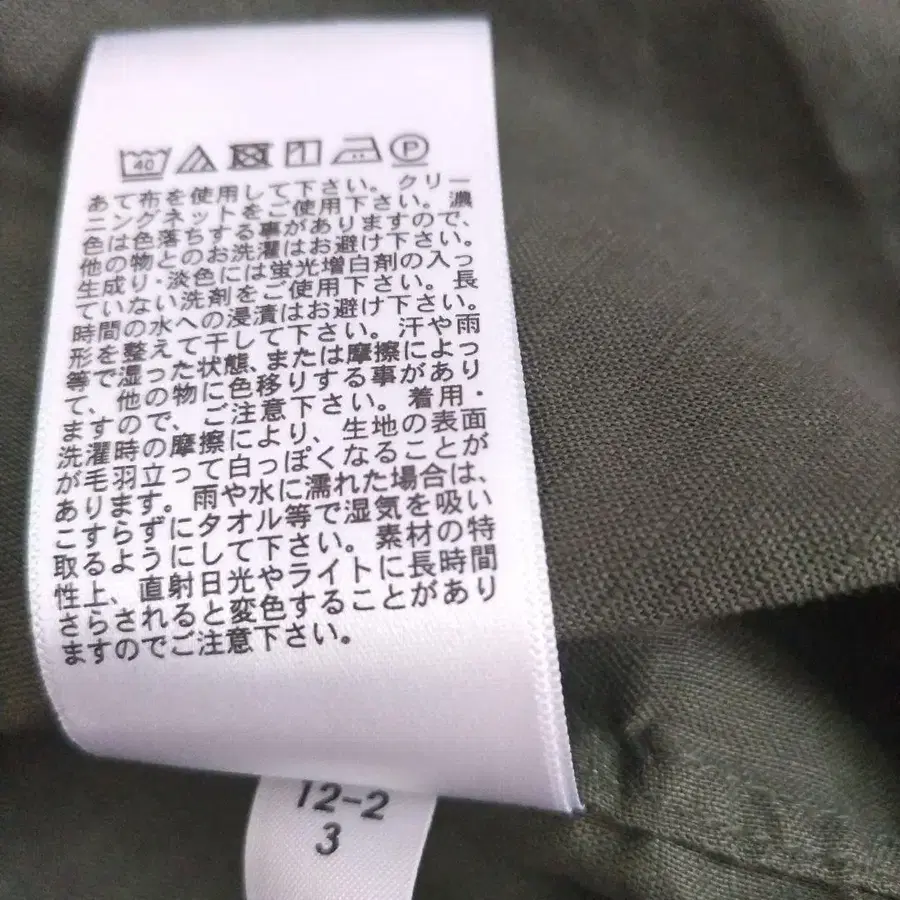 40 P
あて布を使用して下さい。クリー
ニングネットをご使用下さい。濃
色は色落ちする事がありますので、
他の物とのお洗濯はお避け下さい。
生成り・淡色には蛍光増白剤の入っ
ていない洗剤をご使用下さい。長
時間の水への浸漬はお避け下さい。
形を整えて干して下さい。汗や雨
等で湿った状態、または摩擦によっ
て、他の物に色移りする事があり
ますので、ご注意下さい。着用・
洗濯時の摩擦により、生地の表面
が毛羽立って白っぽくなることが
あります。雨や水に濡れた場合は、
こすらずにタオル等で湿気を吸い
取るようにして下さい。素材の特
性上、直射日光やライトに長時間
さらされると変色することがあり
ますのでご注意下さい。
12-2
3